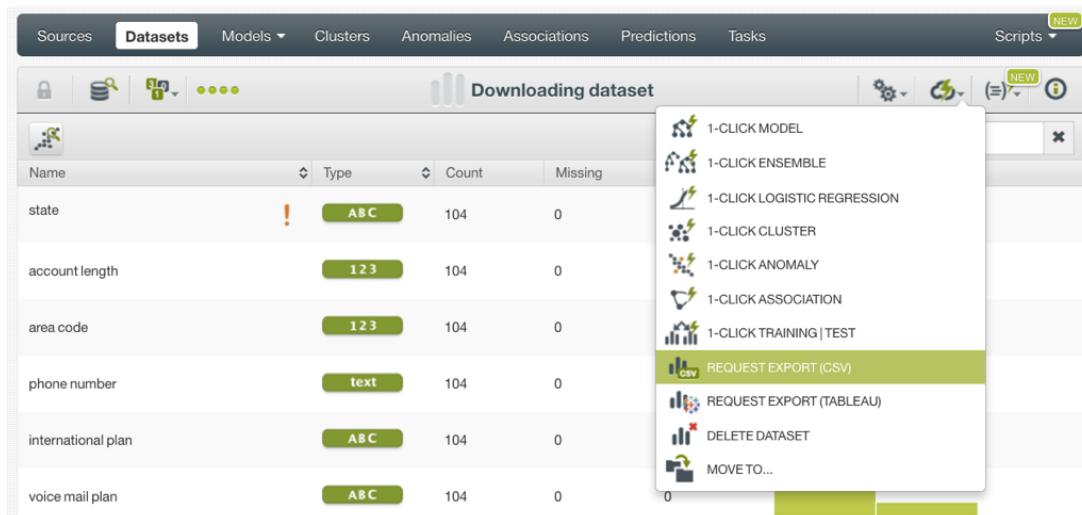 NEW
Sources Datasets Models Clusters Anomalies Associations Predictions Tasks Scripts
NEW
Downloading dataset
1-CLICK MODEL
Name Type Count Missing
1-CLICK ENSEMBLE
1-CLICK LOGISTIC REGRESSION
state ABC 104 0
1-CLICK CLUSTER
1-CLICK ANOMALY
account length 123 104 0
1-CLICK ASSOCIATION
area code 123 104 0
1-CLICK TRAINING|TEST
CSV REQUEST EXPORT (CSV)
phone number text 104 0
REQUEST EXPORT (TABLEAU)
international plan ABC 104 0
DELETE DATASET
MOVE TO...
voice mail plan ABC 104 0 0